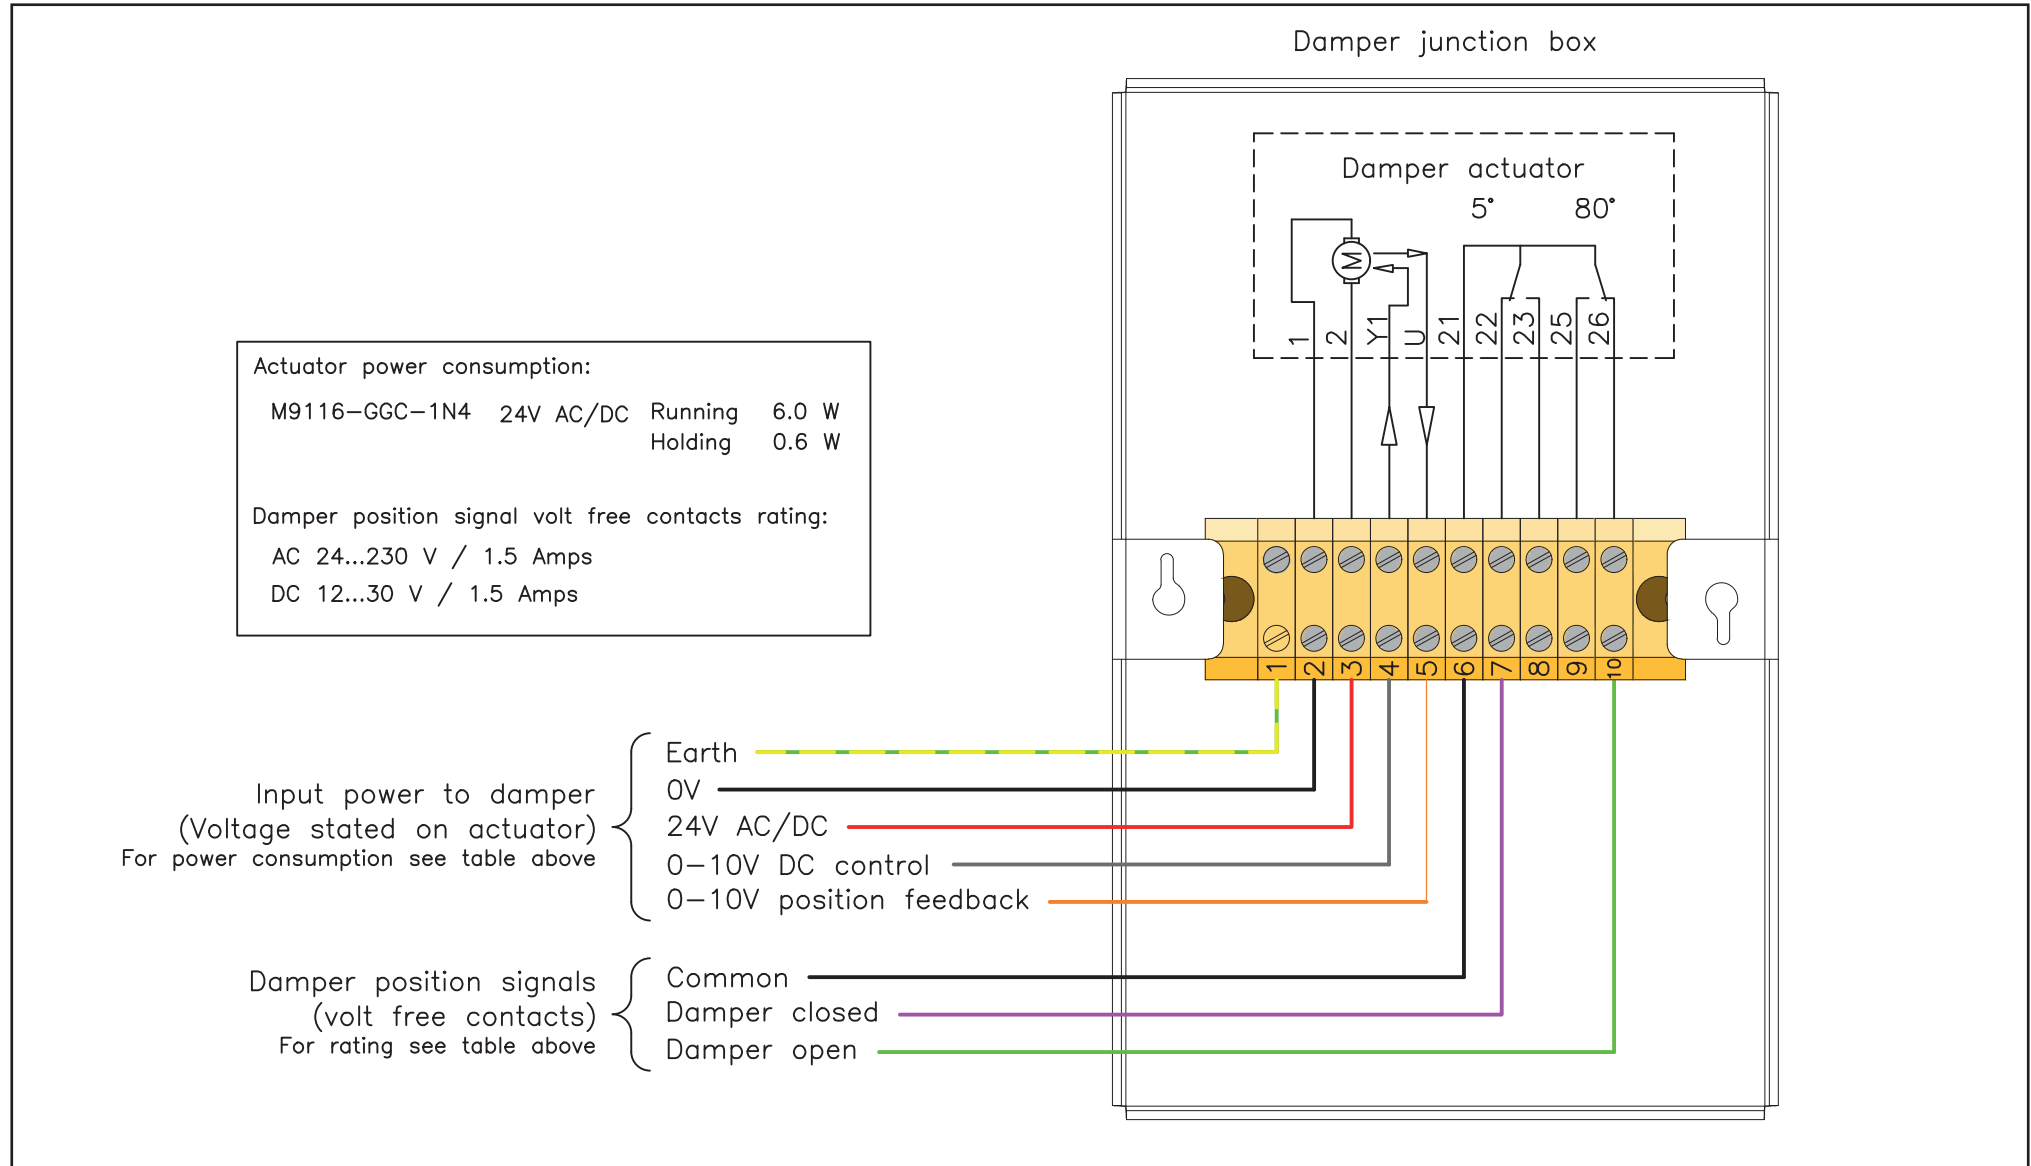 Damper junction box
Damper actuator
5° 80°
M
1 2 Y1 U 21 22 23 25 26
Actuator power consumption:
M9116-GGC-1N4 24V AC/DC Running 6.0 W
Holding 0.6 W
Damper position signal volt free contacts rating:
AC 24...230 V / 1.5 Amps
DC 12...30 V / 1.5 Amps
1 2 3 4 5 6 7 8 9 10
Input power to damper
(Voltage stated on actuator)
For power consumption see table above
Earth
0V
24V AC/DC
0-10V DC control
0-10V position feedback
Damper position signals
(volt free contacts)
For rating see table above
Common
Damper closed
Damper open